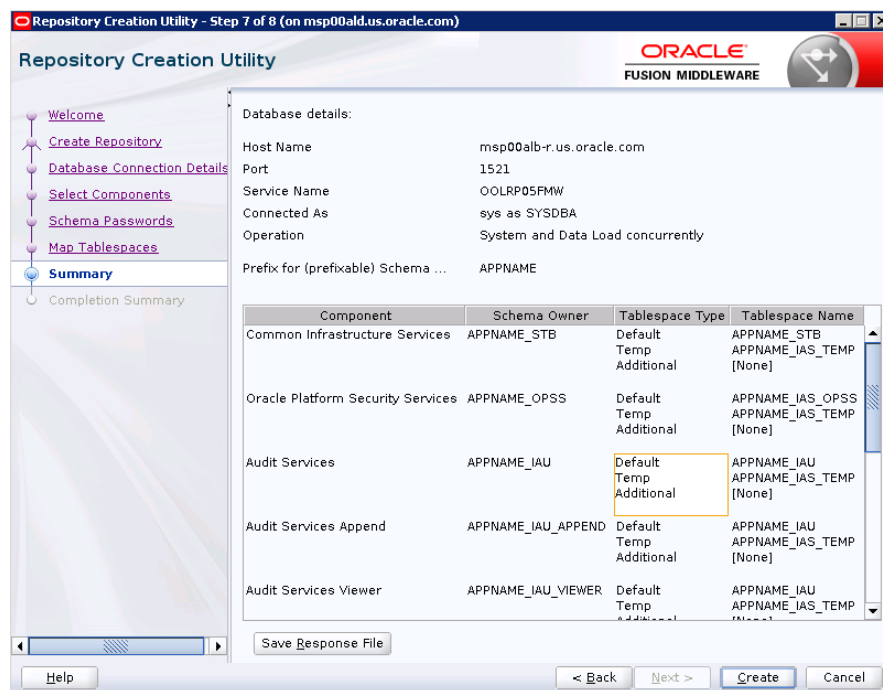 Repository Creation Utility - Step 7 of 8 (on msp00ald.us.oracle.com)
Repository Creation Utility
ORACLE
FUSION MIDDLEWARE
Welcome
Create Repository
Database Connection Details
Select Components
Schema Passwords
Map Tablespaces
Summary
Completion Summary
Database details:
Host Name msp00alb-r.us.oracle.com
Port 1521
Service Name OOLRP05FMW
Connected As sys as SYSDBA
Operation System and Data Load concurrently
Prefix for (prefixable) Schema ... APPNAME
Component Schema Owner Tablespace Type Tablespace Name
Common Infrastructure Services APPNAME_STB Default APPNAME_STB
Temp APPNAME_IAS_TEMP
Additional [None]
Oracle Platform Security Services APPNAME_OPSS Default APPNAME_IAS_OPSS
Temp APPNAME_IAS_TEMP
Additional [None]
Audit Services APPNAME_IAU Default APPNAME_IAU
Temp APPNAME_IAS_TEMP
Additional [None]
Audit Services Append APPNAME_IAU_APPEND Default APPNAME_IAU
Temp APPNAME_IAS_TEMP
Additional [None]
Audit Services Viewer APPNAME_IAU_VIEWER Default APPNAME_IAU
Temp APPNAME_IAS_TEMP
Save Response File
Help < Back Next > Create Cancel